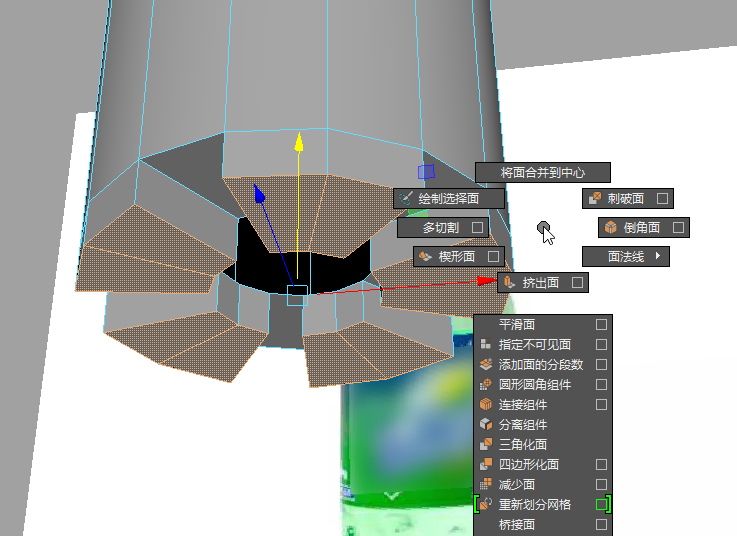 将面合并到中心
绘制选择面
刺破面
多切割
倒角面
楔形面
面法线
挤出面
平滑面
指定不可见面
添加面的分段数
圆形圆角组件
连接组件
分离组件
三角化面
四边形化面
减少面
重新划分网格
桥接面